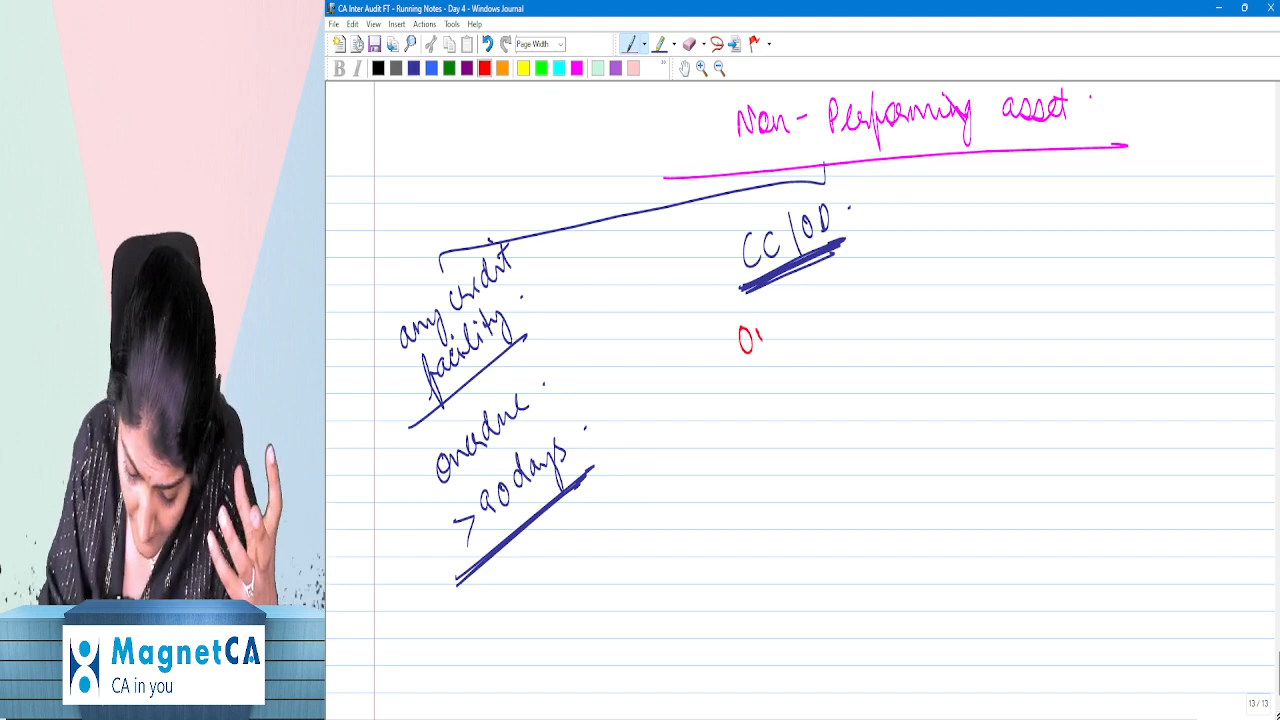 CA Inter Audit FT - Running Notes - Day 4 - Windows Journal
File Edit View Insert Actions Tools Help
Page Width
B I
Non-Performing asset
CC/OD
any credit
facility
overdue
>90 days
MagnetCA
CA in you
13 / 13